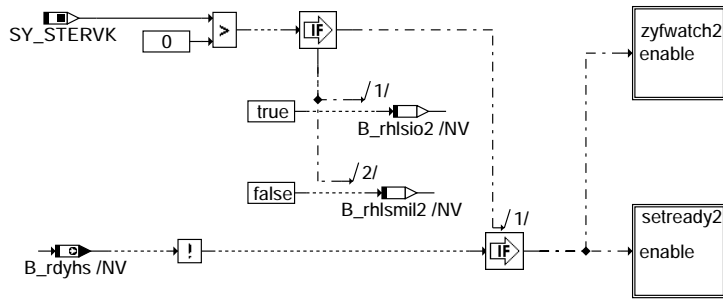 zyfwatch2
SY_STERVK
0
>
IF
enable
/1/
true
B_rhlsio2 /NV
/2/
false
B_rhlsmil2 /NV
/1/
setready2
!
IF
enable
B_rdyhs /NV